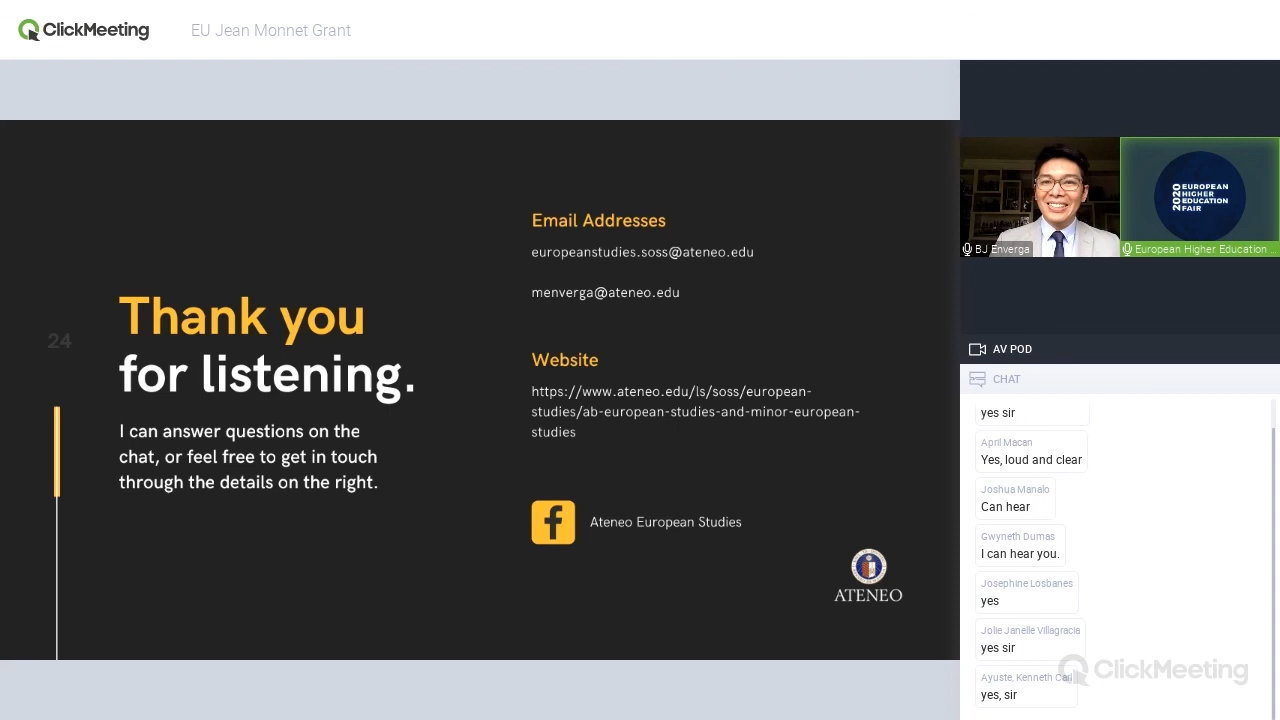 ClickMeeting
EU Jean Monnet Grant
24
Thank you
for listening.
I can answer questions on the
chat, or feel free to get in touch
through the details on the right.
Email Addresses
europeanstudies.soss@ateneo.edu
menverga@ateneo.edu
Website
https://www.ateneo.edu/ls/soss/european-
studies/ab-european-studies-and-minor-european-
studies
Ateneo European Studies
ATENEO
BJ Enverga
2020
EUROPEAN
HIGHER
EDUCATION
FAIR
European Higher Education ...
AV POD
CHAT
yes sir
April Macan
Yes, loud and clear
Joshua Manalo
Can hear
Gwyneth Dumas
I can hear you.
Josephine Losbanes
yes
Jolie Janelle Villagracia
yes sir
Ayuste, Kenneth Carl
yes, sir
ClickMeeting